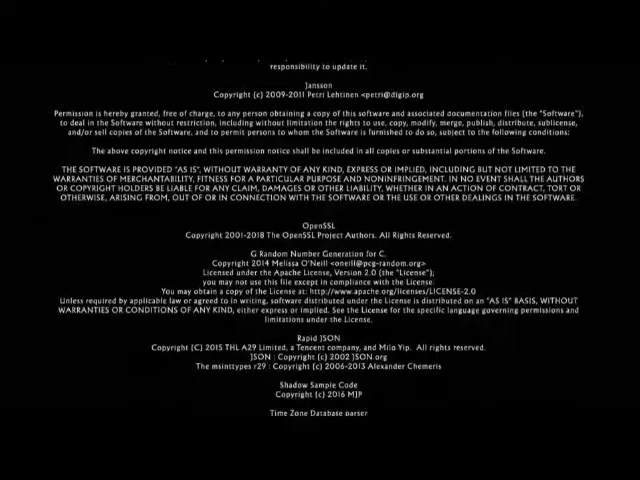 responsibility to update it.
Jansson
Copyright (c) 2009-2011 Petri Lehtinen <petri@digip.org
Permission is hereby granted, free of charge, to any person obtaining a copy of this software and associated documentation files (the "Software"),
to deal in the Software without restriction, including without limitation the rights to use, copy, modify, merge, publish, distribute, sublicense,
and/or sell copies of the Software, and to permit persons to whom the Software is furnished to do so, subject to the following conditions:
The above copyright notice and this permission notice shall be included in all copies or substantial portions of the Software.
THE SOFTWARE IS PROVIDED "AS IS", WITHOUT WARRANTY OF ANY KIND, EXPRESS OR IMPLIED, INCLUDING BUT NOT LIMITED TO THE
WARRANTIES OF MERCHANTABILITY, FITNESS FOR A PARTICULAR PURPOSE AND NONINFRINGEMENT. IN NO EVENT SHALL THE AUTHORS
OR COPYRIGHT HOLDERS BE LIABLE FOR ANY CLAIM, DAMAGES OR OTHER LIABILITY, WHETHER IN AN ACTION OF CONTRACT, TORT OR
OTHERWISE, ARISING FROM, OUT OF OR IN CONNECTION WITH THE SOFTWARE OR THE USE OR OTHER DEALINGS IN THE SOFTWARE.
OpenSSL
Copyright 2001-2018 The OpenSSL Project Authors. All Rights Reserved.
G Random Number Generation for C.
Copyright 2014 Melissa O'Neill <oneill@pcg-random.org>
Licensed under the Apache License, Version 2.0 (the "License");
you may not use this file except in compliance with the License.
You may obtain a copy of the License at: http://www.apache.org/licenses/LICENSE-2.0
Unless required by applicable law or agreed to in writing, software distributed under the License is distributed on an "AS IS" BASIS, WITHOUT
WARRANTIES OR CONDITIONS OF ANY KIND, either express or implied. See the License for the specific language governing permissions and
limitations under the License.
Rapid JSON
Copyright (C) 2015 THL A29 Limited, a Tencent company, and Milo Yip. All rights reserved.
JSON : Copyright (c) 2002 JSON.org
The msinttypes r29 : Copyright (c) 2006-2013 Alexander Chemeris
Shadow Sample Code
Copyright (c) 2016 MJP
Time Zone Database parser